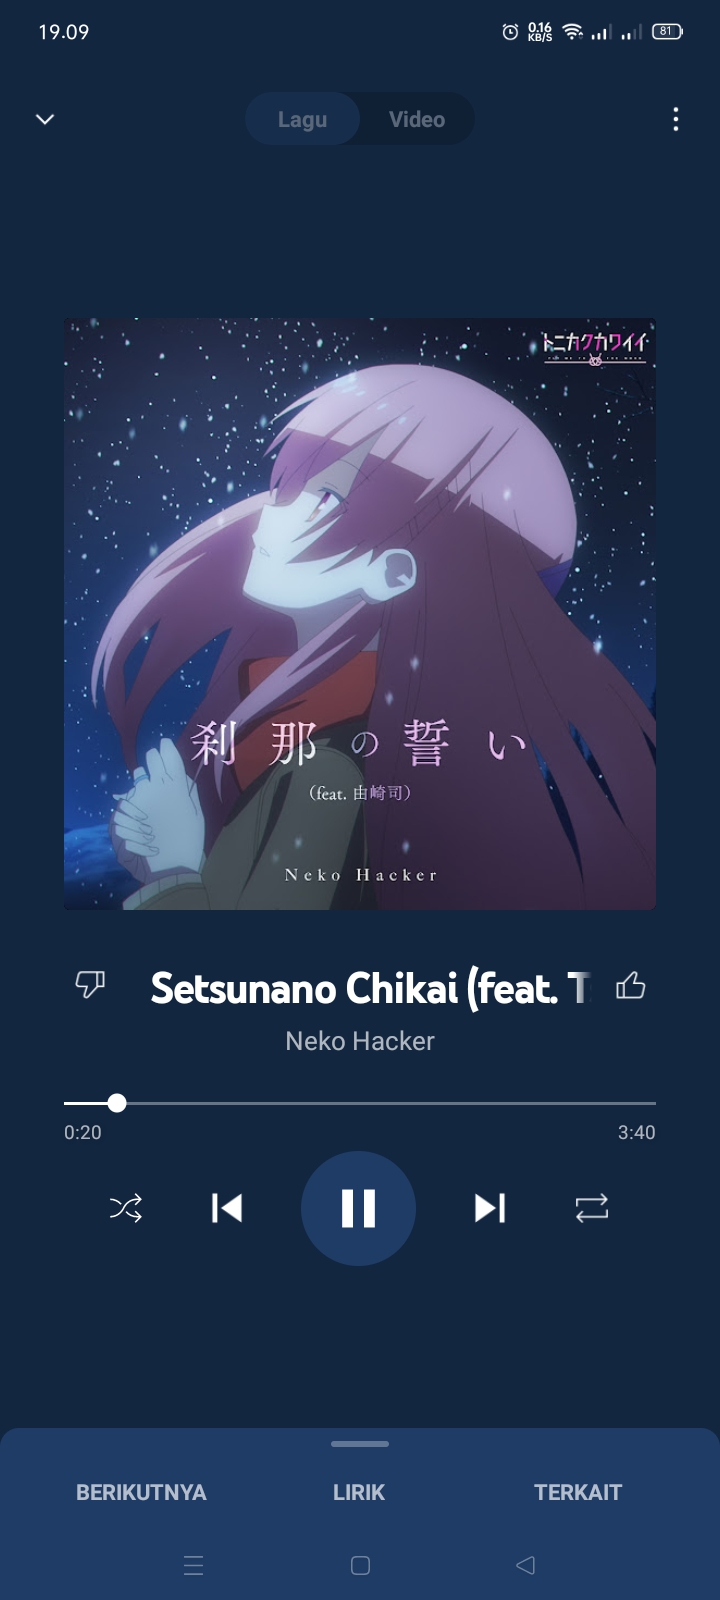 19.09
0.16 KB/S
81
Lagu Video
トニカクカワイイ
刹那の誓い
(feat. 由崎司)
Neko Hacker
Setsunano Chikai (feat. T
Neko Hacker
0:20 3:40
BERIKUTNYA LIRIK TERKAIT